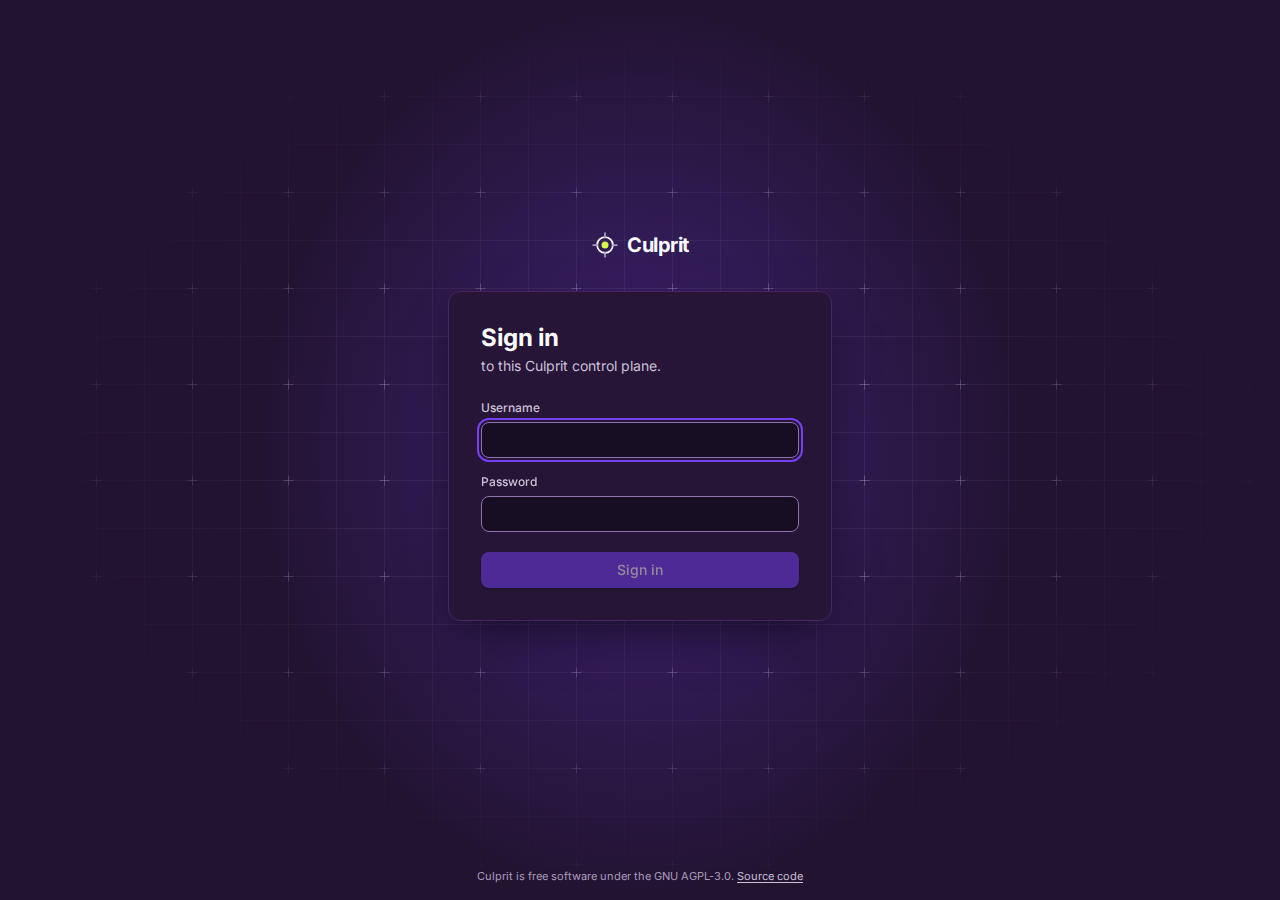 Culprit
Sign in
to this Culprit control plane.
Username
Password
Sign in
Culprit is free software under the GNU AGPL-3.0. Source code